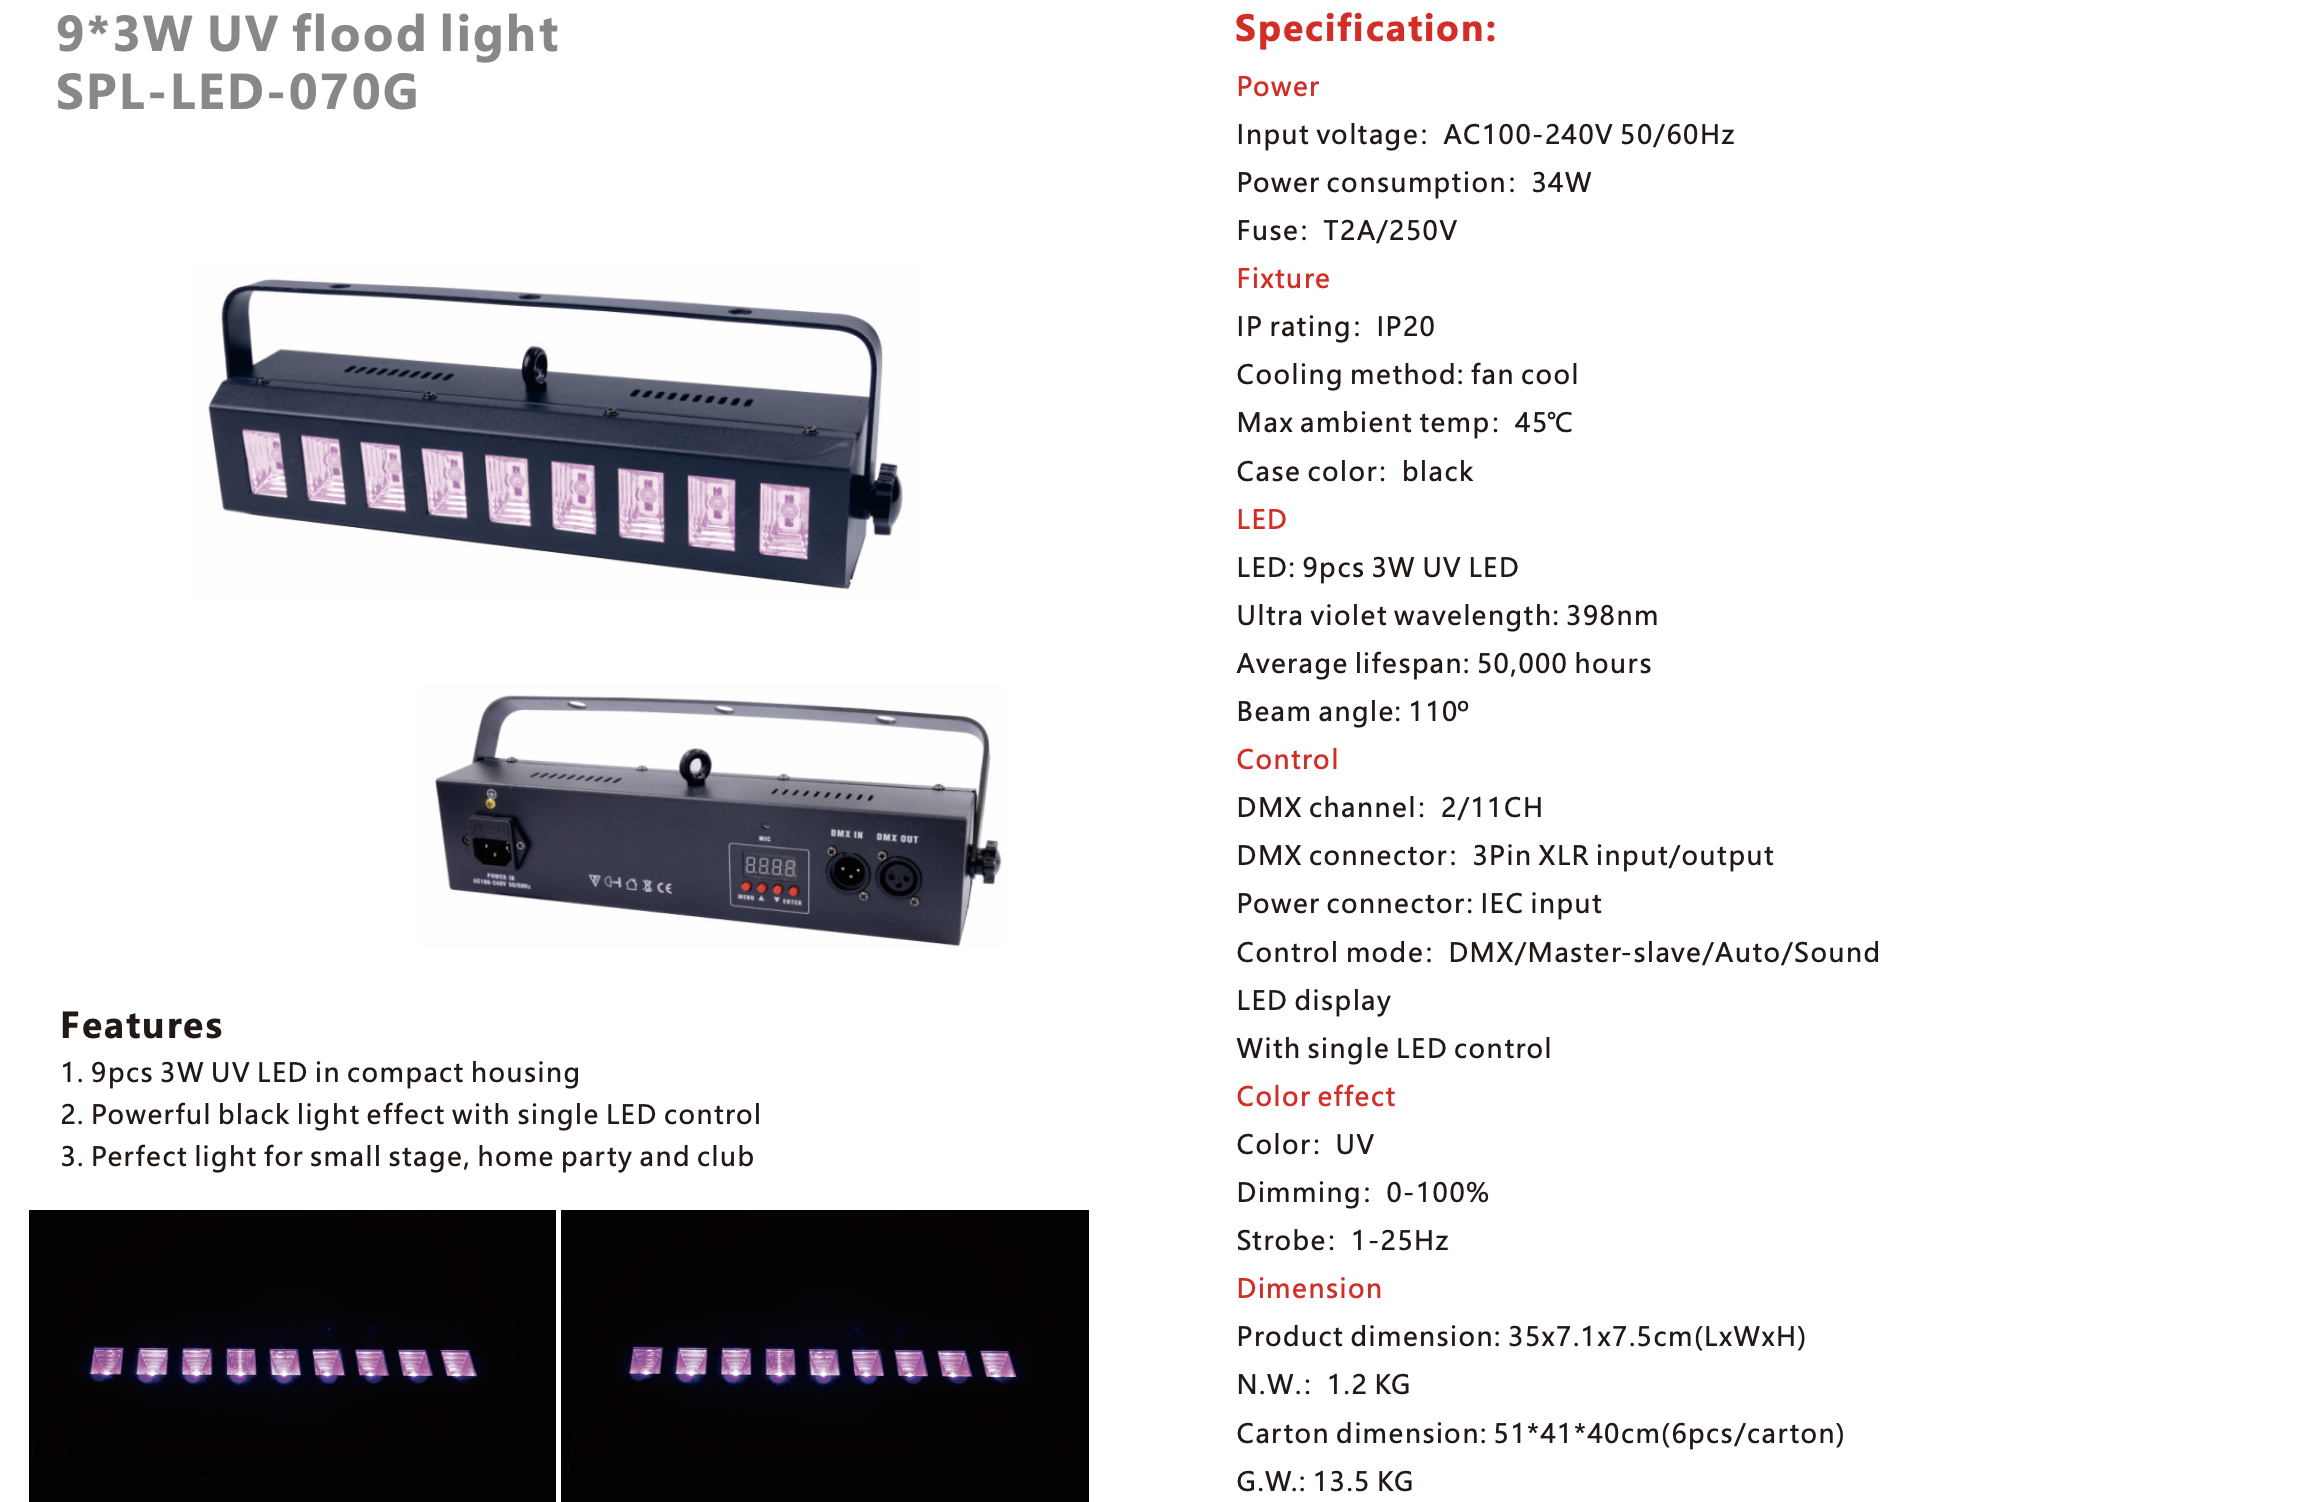 9*3W UV flood light
SPL-LED-070G
DMX IN DMX OUT
MIC
8.8.8.8.
MENU ▲ ▼ ENTER
POWER IN
AC100-240V 50/60Hz
CE
Features
1. 9pcs 3W UV LED in compact housing
2. Powerful black light effect with single LED control
3. Perfect light for small stage, home party and club
Specification:
Power
Input voltage: AC100-240V 50/60Hz
Power consumption: 34W
Fuse: T2A/250V
Fixture
IP rating: IP20
Cooling method: fan cool
Max ambient temp: 45℃
Case color: black
LED
LED: 9pcs 3W UV LED
Ultra violet wavelength: 398nm
Average lifespan: 50,000 hours
Beam angle: 110º
Control
DMX channel: 2/11CH
DMX connector: 3Pin XLR input/output
Power connector: IEC input
Control mode: DMX/Master-slave/Auto/Sound
LED display
With single LED control
Color effect
Color: UV
Dimming: 0-100%
Strobe: 1-25Hz
Dimension
Product dimension: 35x7.1x7.5cm(LxWxH)
N.W.: 1.2 KG
Carton dimension: 51*41*40cm(6pcs/carton)
G.W.: 13.5 KG